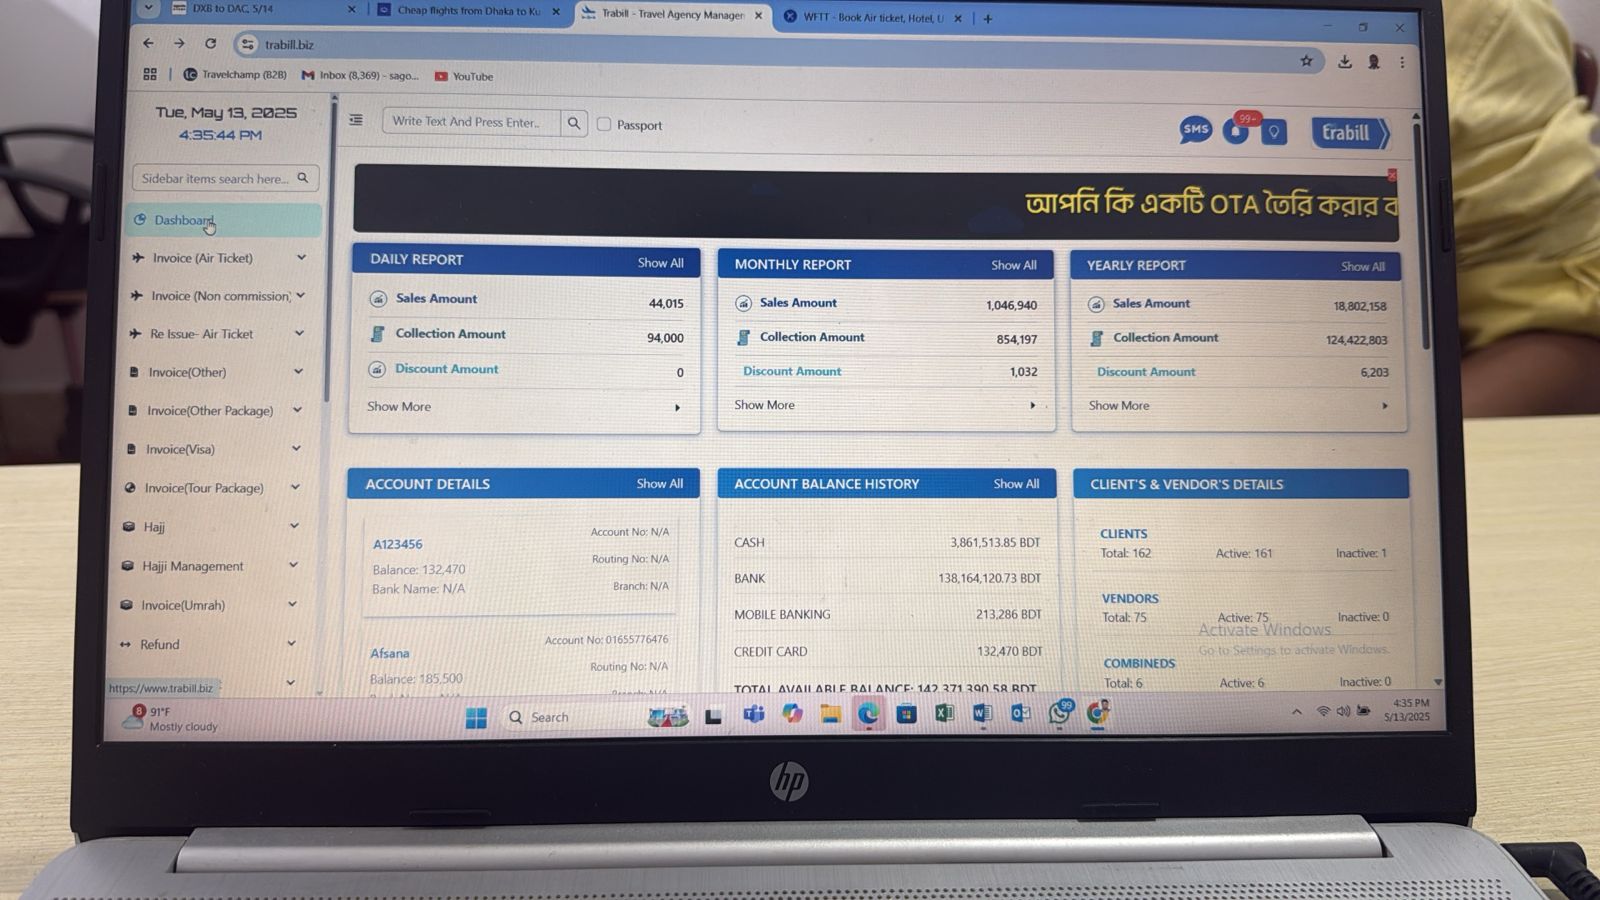 DXB to DAC, 5/14
Cheap flights from Dhaka to Ku
Trabill - Travel Agency Manager
WFTT - Book Air ticket, Hotel, U
trabill.biz
Travelchamp (B2B)
Inbox (8,369) - sago...
YouTube
Tue, May 13, 2025
4:35:44 PM
Write Text And Press Enter..
Passport
SMS
99+
trabill
Sidebar items search here...
আপনি কি একটি OTA তৈরি করার ব
Dashboard
Invoice (Air Ticket)
Invoice (Non commission)
Re Issue- Air Ticket
Invoice(Other)
Invoice(Other Package)
Invoice(Visa)
Invoice(Tour Package)
Hajj
Hajji Management
Invoice(Umrah)
Refund
https://www.trabill.biz
DAILY REPORT Show All
Sales Amount 44,015
Collection Amount 94,000
Discount Amount 0
Show More
MONTHLY REPORT Show All
Sales Amount 1,046,940
Collection Amount 854,197
Discount Amount 1,032
Show More
YEARLY REPORT Show All
Sales Amount 18,802,158
Collection Amount 124,422,803
Discount Amount 6,203
Show More
ACCOUNT DETAILS Show All
A123456
Balance: 132,470
Bank Name: N/A
Account No: N/A
Routing No: N/A
Branch: N/A
Afsana
Balance: 185,500
Account No: 01655776476
Routing No: N/A
ACCOUNT BALANCE HISTORY Show All
CASH 3,861,513.85 BDT
BANK 138,164,120.73 BDT
MOBILE BANKING 213,286 BDT
CREDIT CARD 132,470 BDT
TOTAL AVAILABLE BALANCE: 142,371,390.58 BDT
CLIENT'S & VENDOR'S DETAILS
CLIENTS
Total: 162 Active: 161 Inactive: 1
VENDORS
Total: 75 Active: 75 Inactive: 0
Activate Windows
Go to Settings to activate Windows.
COMBINEDS
Total: 6 Active: 6 Inactive: 0
8
91°F
Mostly cloudy
Search
99
4:35 PM
5/13/2025
hp